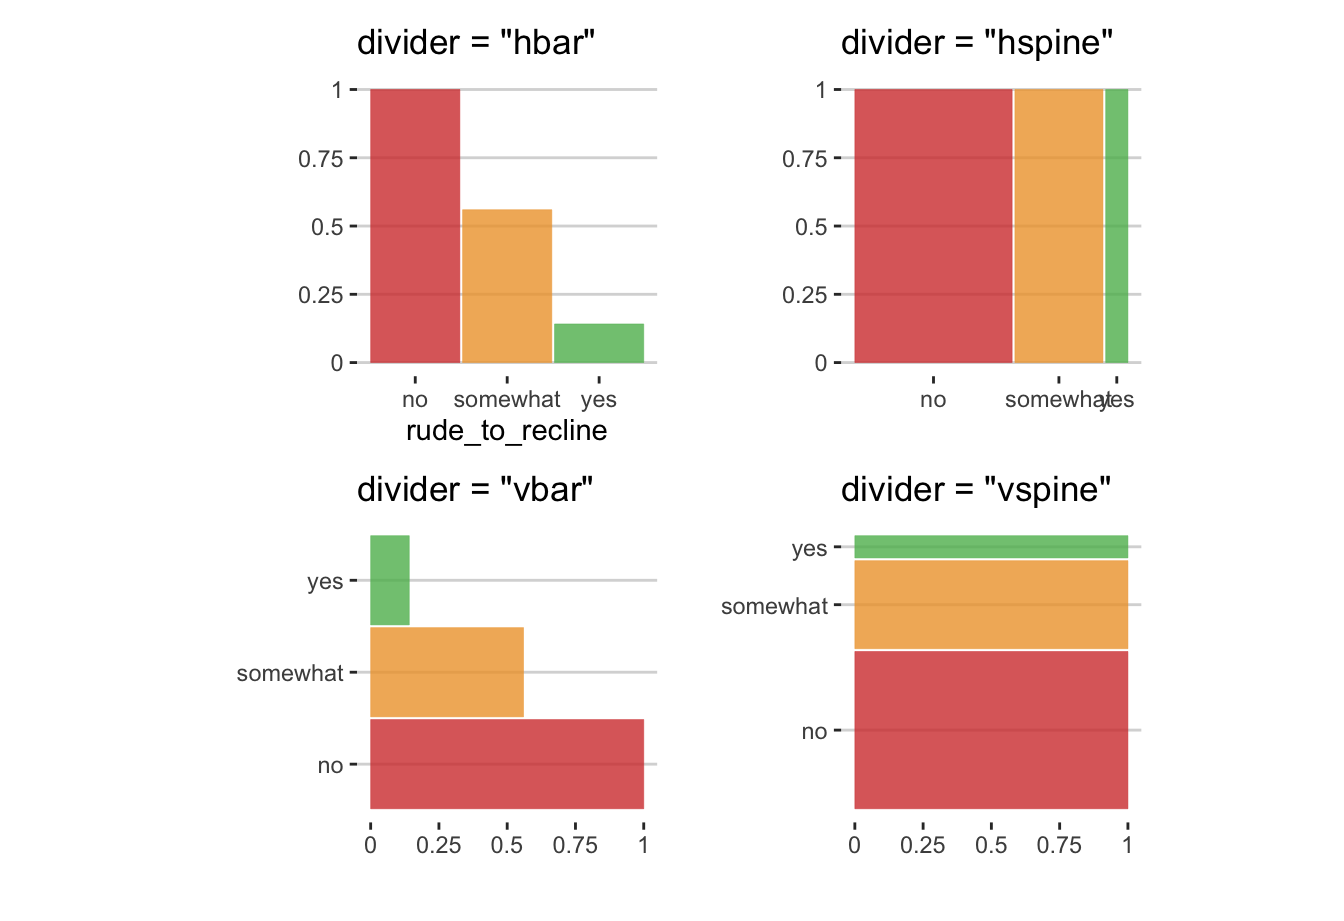 divider = "hbar"
1
0.75
0.5
0.25
0
no somewhat yes
rude_to_recline
divider = "hspine"
1
0.75
0.5
0.25
0
no somewhat yes
divider = "vbar"
yes
somewhat
no
0 0.25 0.5 0.75 1
divider = "vspine"
yes
somewhat
no
0 0.25 0.5 0.75 1